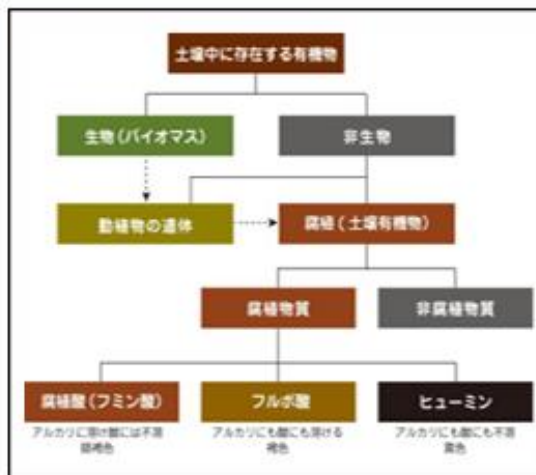 土壌中に存在する有機物
生物(バイオマス)
非生物
動植物の遺体
腐植(土壌有機物)
腐植物質
非腐植物質
腐植酸(フミン酸)
フルボ酸
ヒューミン
アルカリに溶け酸には不溶
暗褐色
アルカリにも酸にも溶ける
褐色
アルカリにも酸にも不溶
黒色